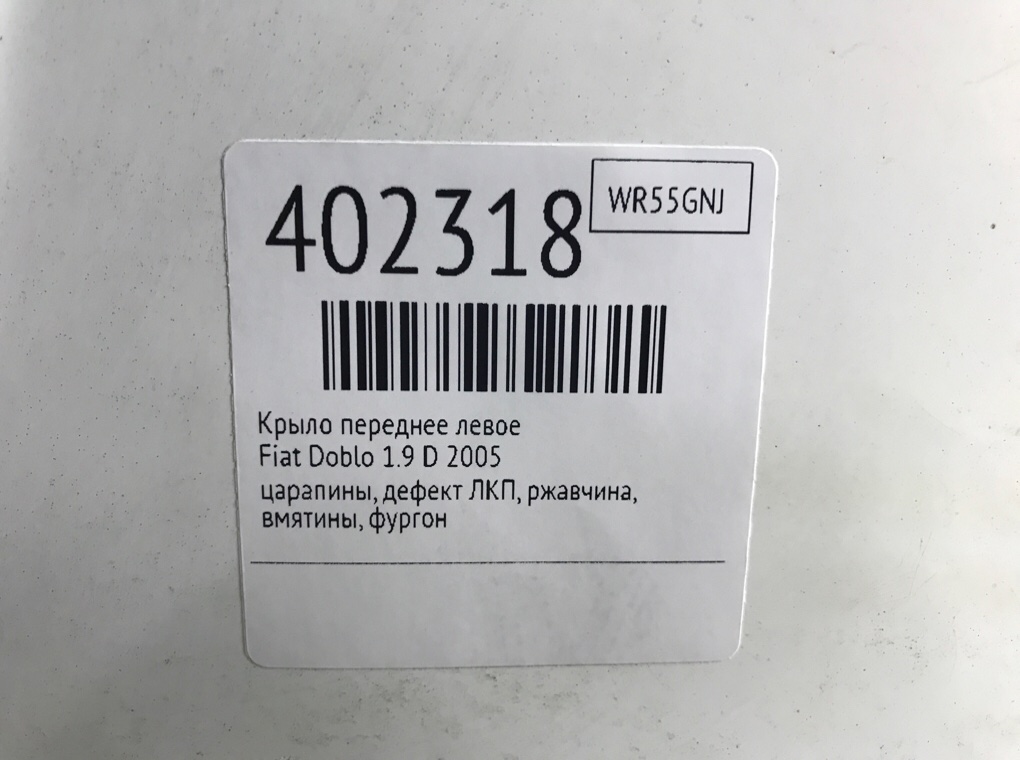 402318
WR55GNJ
Крыло переднее левое
Fiat Doblo 1.9 D 2005
царапины, дефект ЛКП, ржавчина,
вмятины, фургон